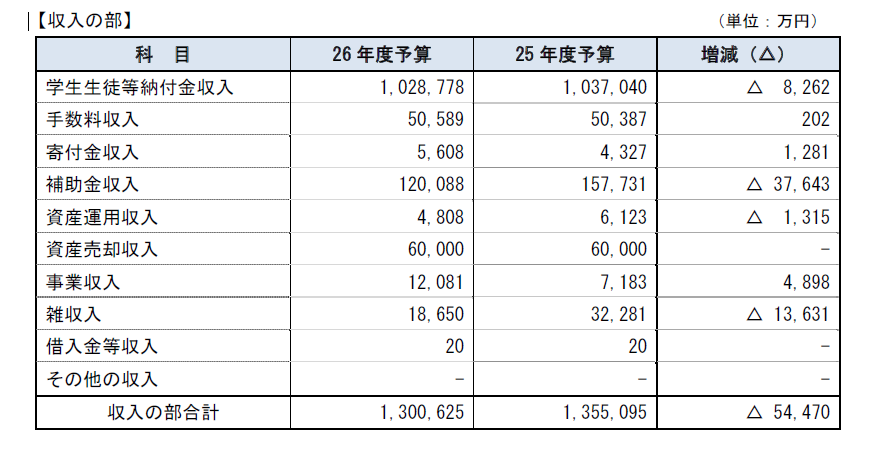 【収入の部】 （単位：万円）
科　目 26 年度予算 25 年度予算 増減（△）
学生生徒等納付金収入 1,028,778 1,037,040 △ 8,262
手数料収入 50,589 50,387 202
寄付金収入 5,608 4,327 1,281
補助金収入 120,088 157,731 △ 37,643
資産運用収入 4,808 6,123 △ 1,315
資産売却収入 60,000 60,000 −
事業収入 12,081 7,183 4,898
雑収入 18,650 32,281 △ 13,631
借入金等収入 20 20 −
その他の収入 − − −
収入の部合計 1,300,625 1,355,095 △ 54,470